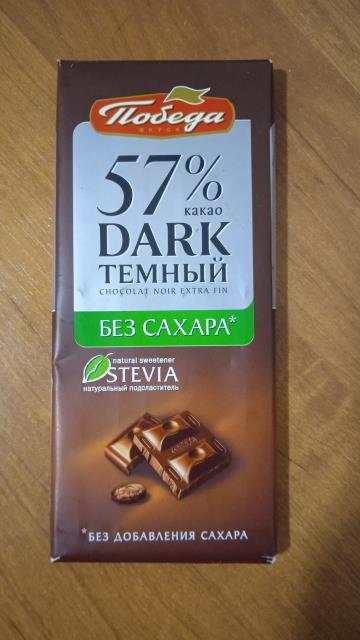 Победа
ВКУСА
57%
какао
DARK
ТЕМНЫЙ
CHOCOLAT NOIR EXTRA FIN
БЕЗ САХАРА*
natural sweetener
STEVIA
натуральный подсластитель
*БЕЗ ДОБАВЛЕНИЯ САХАРА